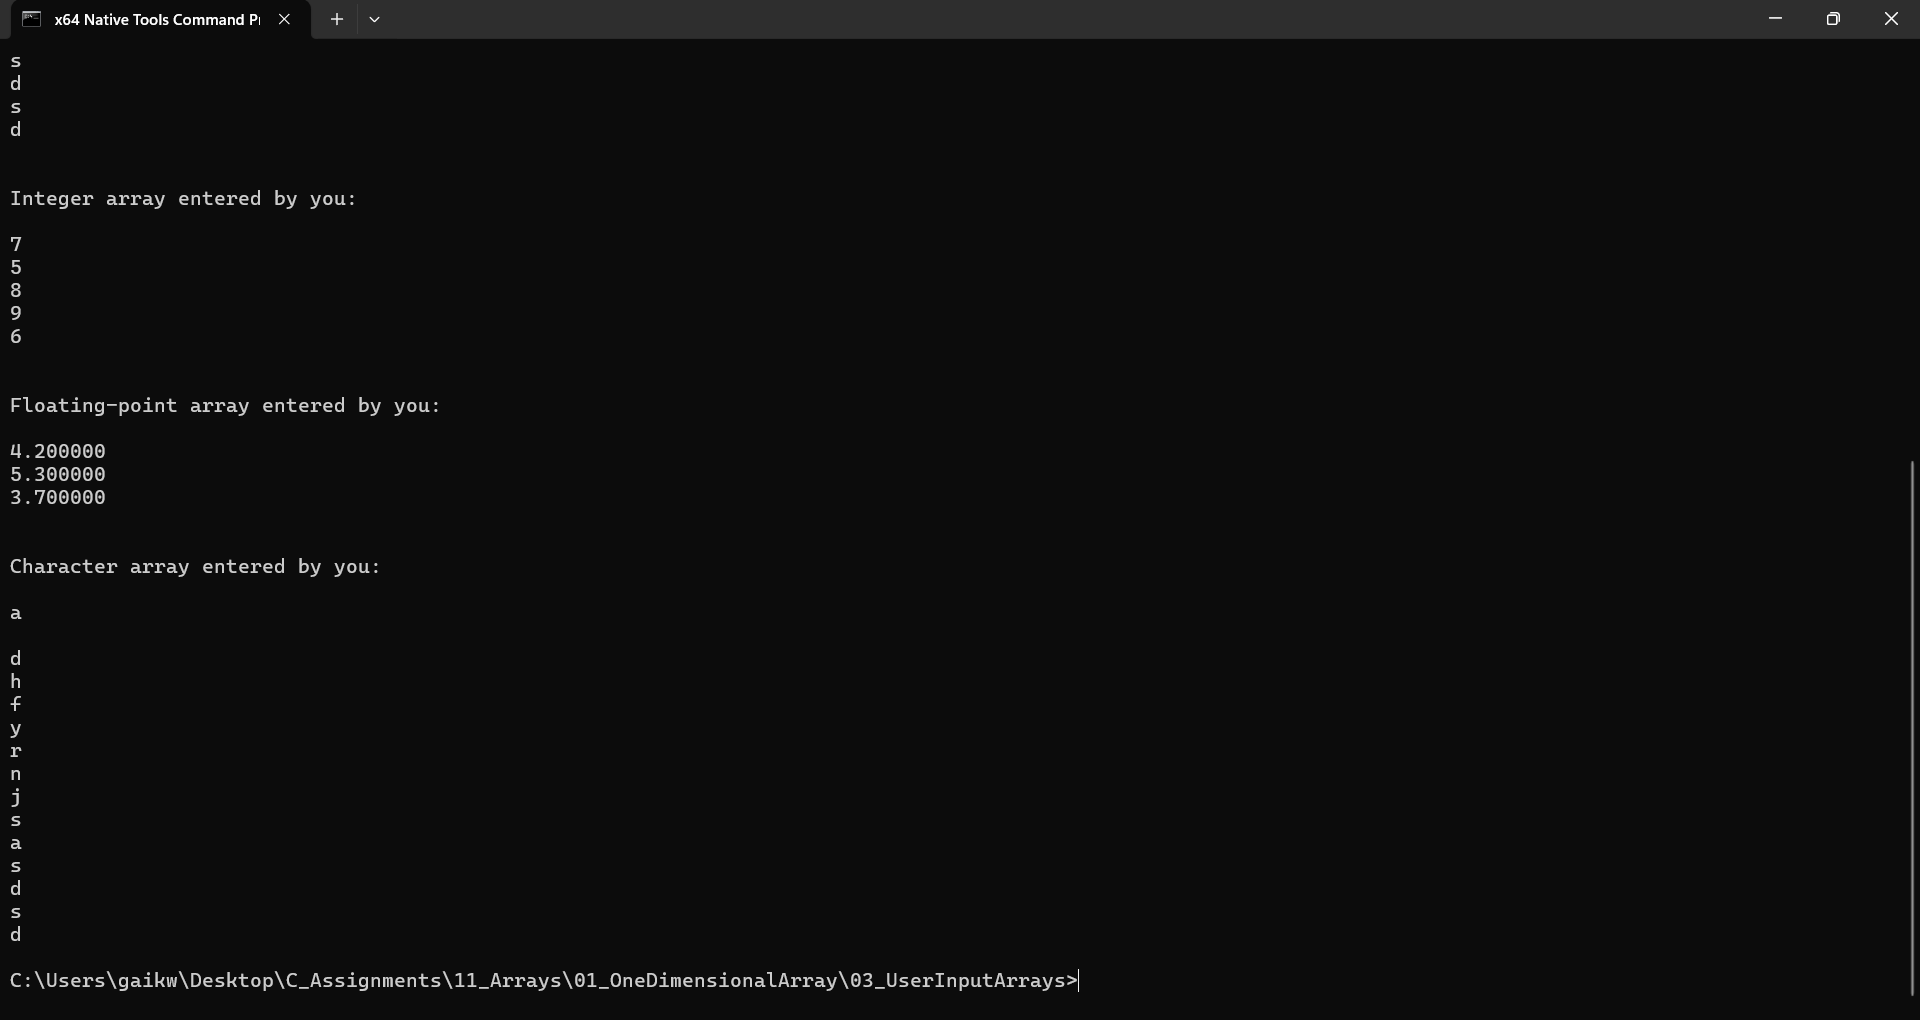 x64 Native Tools Command Pr
s
d
s
d
Integer array entered by you:
7
5
8
9
6
Floating-point array entered by you:
4.200000
5.300000
3.700000
Character array entered by you:
a
d
h
f
y
r
n
j
s
a
s
d
s
d
C:\Users\gaikw\Desktop\C_Assignments\11_Arrays\01_OneDimensionalArray\03_UserInputArrays>